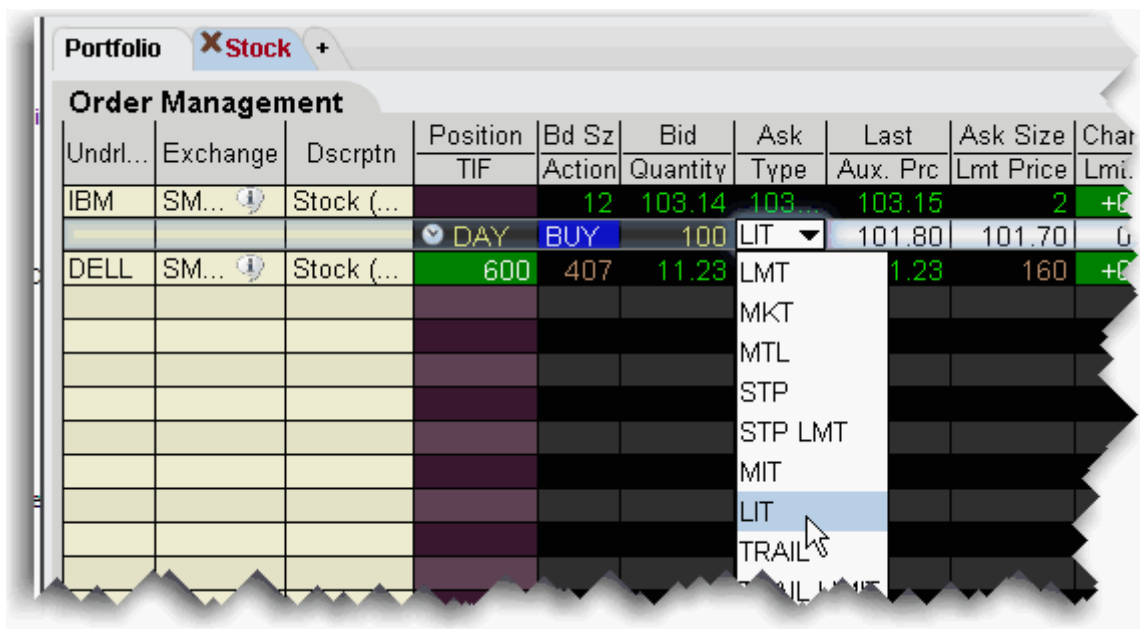 Portfolio Stock +
Order Management
Undrl... Exchange Dscrptn Position Bd Sz Bid Ask Last Ask Size
TIF Action Quantity Type Aux. Prc Lmt Price Lmi.
IBM SM... Stock (... 12 103.14 103... 103.15 2
DAY BUY 100 LIT 101.80 101.70
DELL SM... Stock (... 600 407 11.23 1.23 160
LMT
MKT
MTL
STP
STP LMT
MIT
LIT
TRAIL